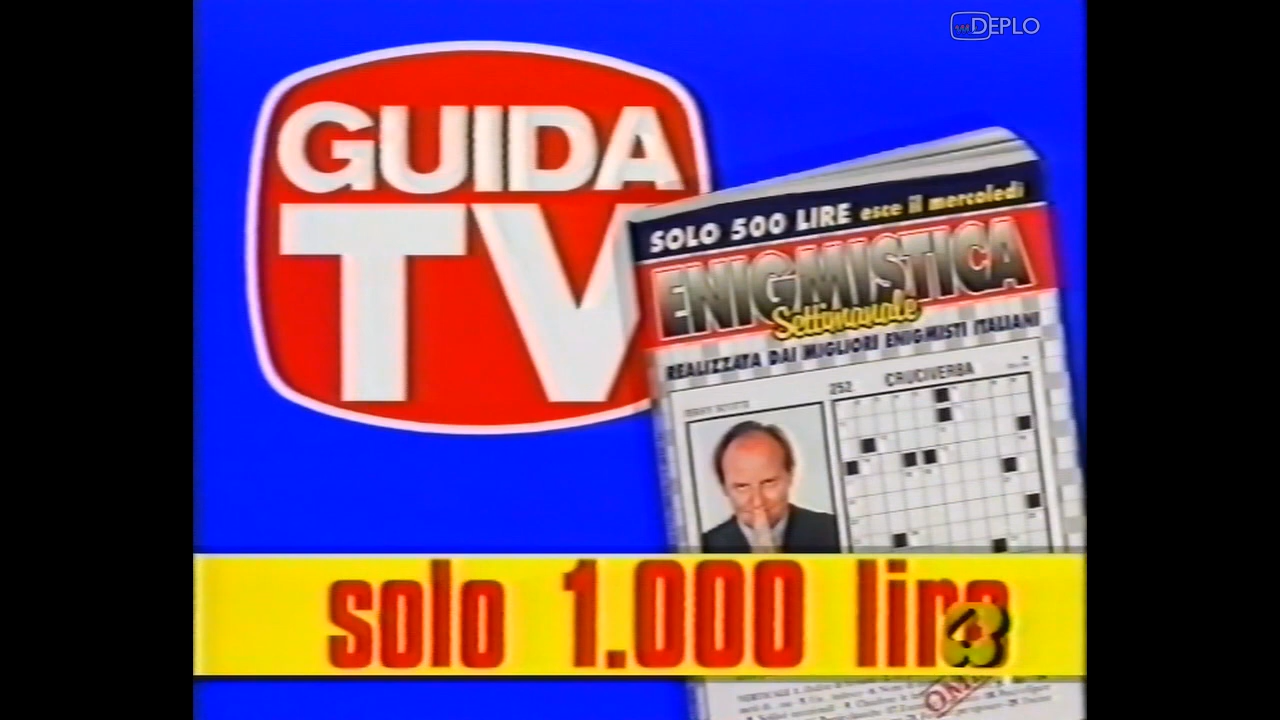 DEPLO
GUIDA
TV
SOLO 500 LIRE esce il mercoledì
ENIGMISTICA
Settimanale
REALIZZATA DAI MIGLIORI ENIGMISTI ITALIANI
252 CRUCIVERBA
solo 1.000 lire